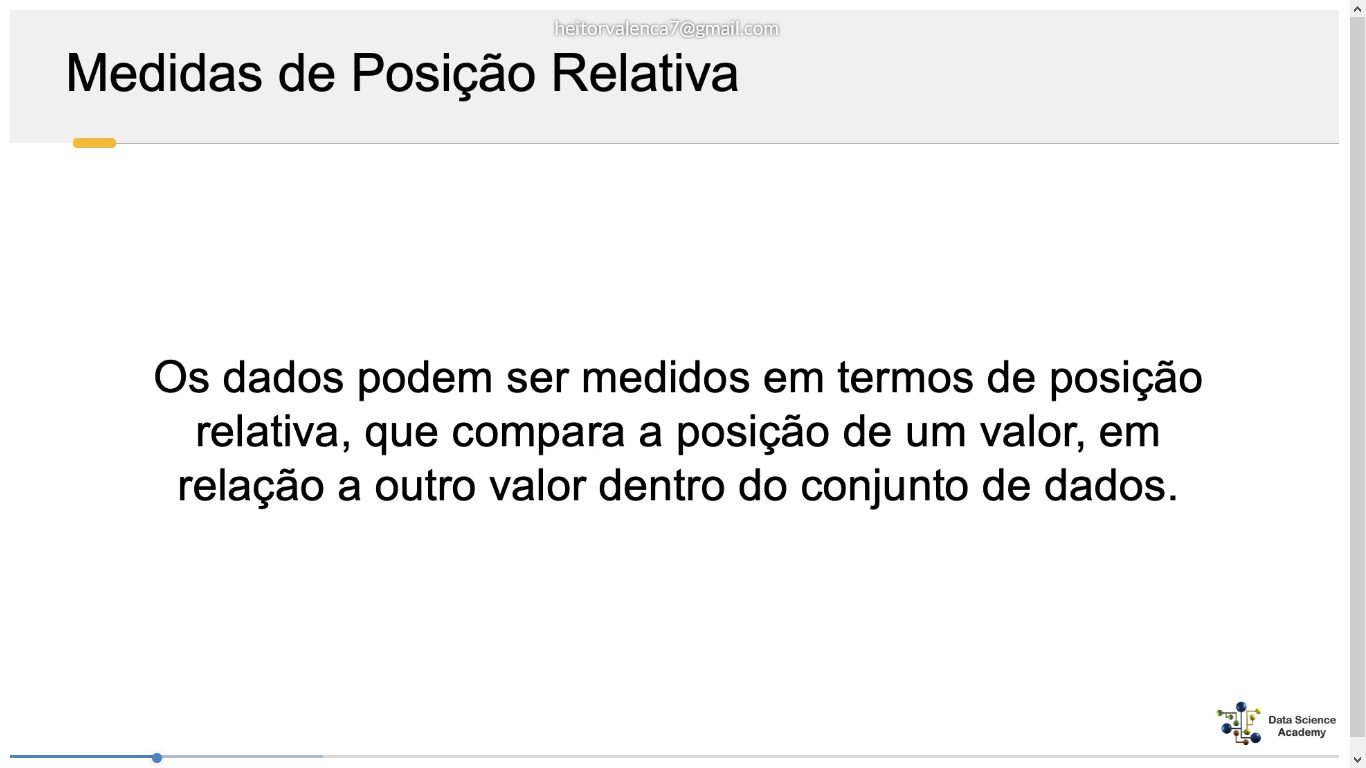 heitorvalenca7@gmail.com
Medidas de Posição Relativa
Os dados podem ser medidos em termos de posição
relativa, que compara a posição de um valor, em
relação a outro valor dentro do conjunto de dados.
Data Science
Academy